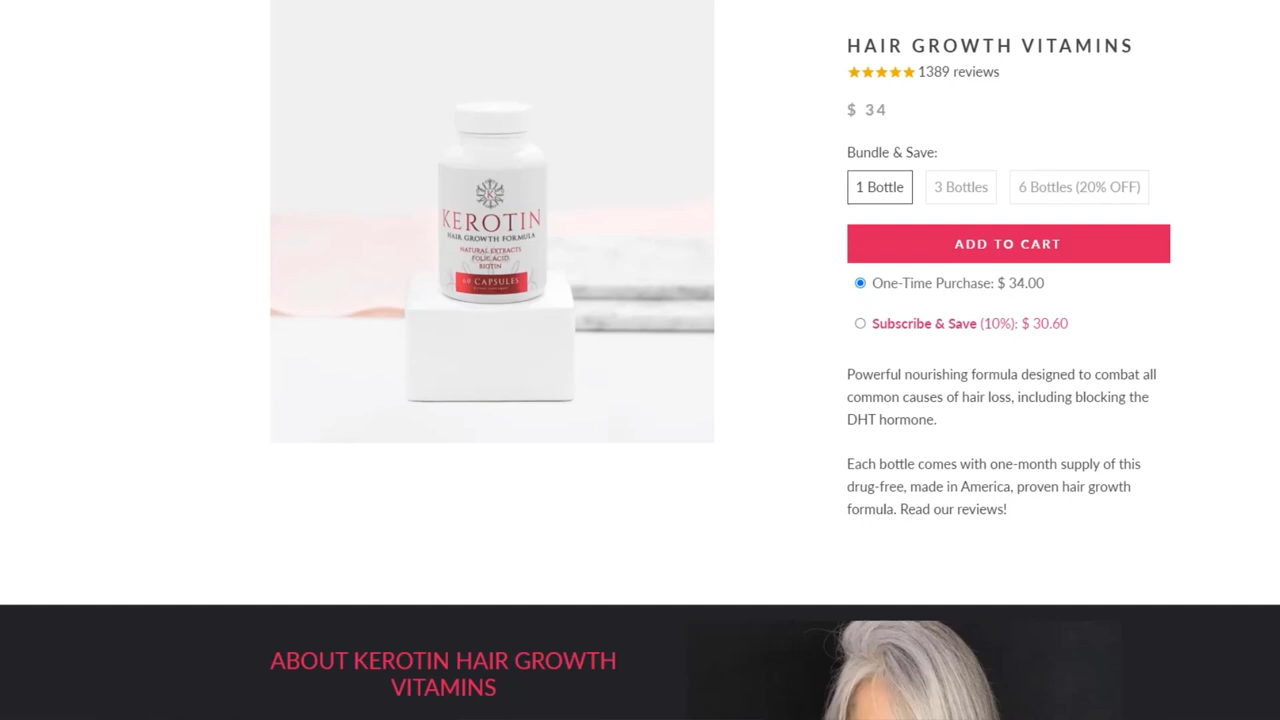 HAIR GROWTH VITAMINS
1389 reviews
$ 34
Bundle & Save:
1 Bottle
3 Bottles
6 Bottles (20% OFF)
ADD TO CART
One-Time Purchase: $ 34.00
Subscribe & Save (10%): $ 30.60
Powerful nourishing formula designed to combat all
common causes of hair loss, including blocking the
DHT hormone.
Each bottle comes with one-month supply of this
drug-free, made in America, proven hair growth
formula. Read our reviews!
K
KEROTIN
HAIR GROWTH FORMULA
NATURAL EXTRACTS
FOLIC ACID
BIOTIN
60 CAPSULES
ABOUT KEROTIN HAIR GROWTH
VITAMINS